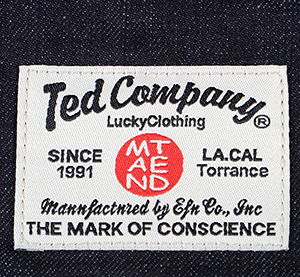 Ted Company®
LuckyClothing
SINCE
1991
MT
AE
ND
LA.CAL
Torrance
Mannfactnred by Efn Co., Inc
THE MARK OF CONSCIENCE